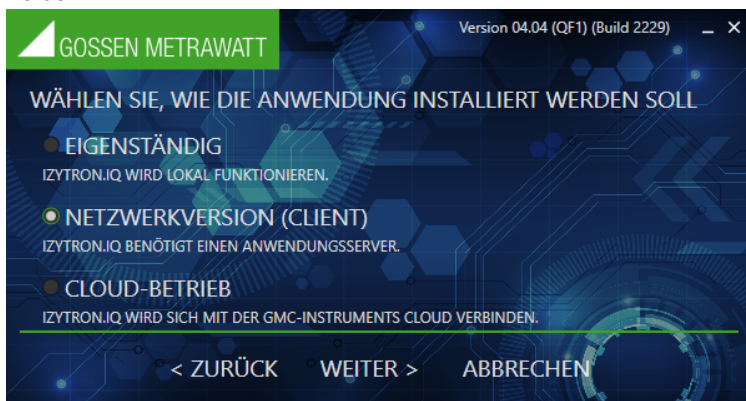 GOSSEN METRAWATT
Version 04.04 (QF1) (Build 2229)
WÄHLEN SIE, WIE DIE ANWENDUNG INSTALLIERT WERDEN SOLL
EIGENSTÄNDIG
IZYTRON.IQ WIRD LOKAL FUNKTIONIEREN.
NETZWERKVERSION (CLIENT)
IZYTRON.IQ BENÖTIGT EINEN ANWENDUNGSSERVER.
CLOUD-BETRIEB
IZYTRON.IQ WIRD SICH MIT DER GMC-INSTRUMENTS CLOUD VERBINDEN.
< ZURÜCK WEITER > ABBRECHEN